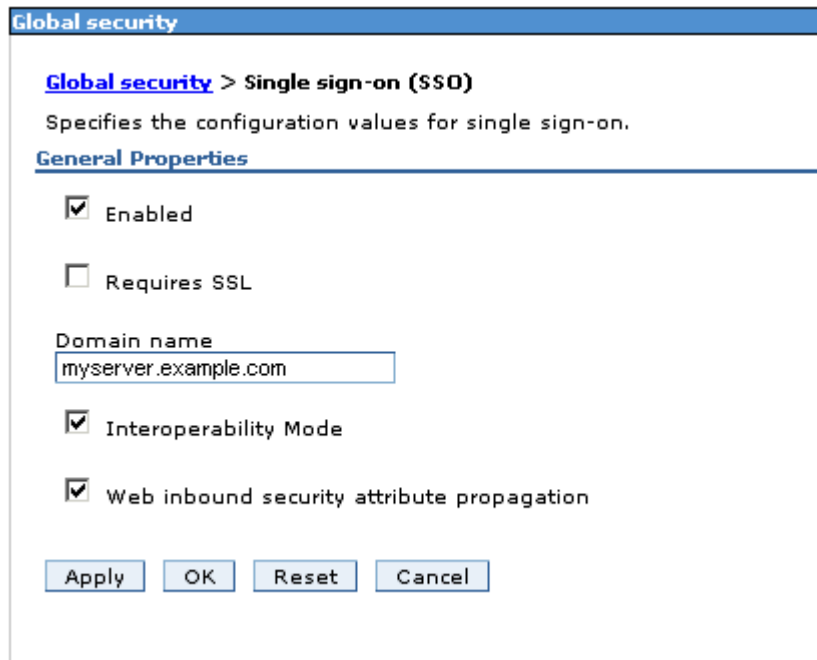 Global security
Global security > Single sign-on (SSO)
Specifies the configuration values for single sign-on.
General Properties
Enabled
Requires SSL
Domain name
myserver.example.com
Interoperability Mode
Web inbound security attribute propagation
Apply OK Reset Cancel